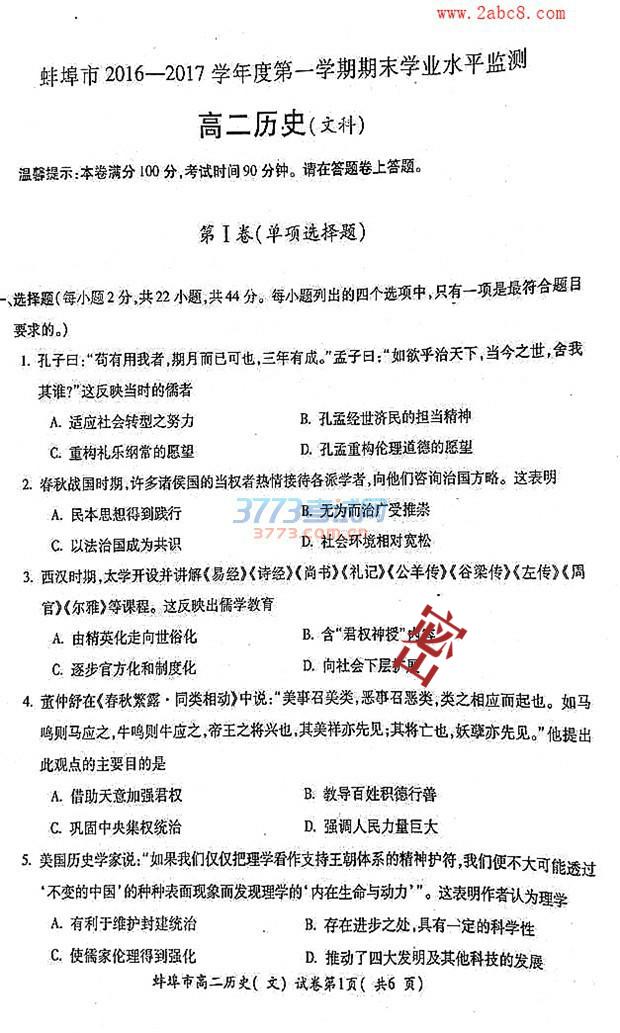 www.2abc8.com
蚌埠市2016—2017学年度第一学期期末学业水平监测
高二历史(文科)
温馨提示:本卷满分100分,考试时间90分钟。请在答题卷上答题。
第Ⅰ卷(单项选择题)
一、选择题(每小题2分,共22小题,共44分。每小题列出的四个选项中,只有一项是最符合题目
要求的。)
1. 孔子曰:“苟有用我者,期月而已可也,三年有成。”孟子曰:“如欲乎治天下,当今之世,舍我
其谁?”这反映当时的儒者
A. 适应社会转型之努力 B. 孔孟经世济民的担当精神
C. 重构礼乐纲常的愿望 D. 孔孟重构伦理道德的愿望
2. 春秋战国时期,许多诸侯国的当权者热情接待各派学者,向他们咨询治国方略。这表明
A. 民本思想得到践行 B. 无为而治广受推崇
3773考试网
3773.com.cn
C. 以法治国成为共识 D. 社会环境相对宽松
3. 西汉时期,太学开设并讲解《易经》《诗经》《尚书》《礼记》《公羊传》《谷梁传》《左传》《周
官》《尔雅》等课程。这反映出儒学教育
A. 由精英化走向世俗化 B. 含“君权神授”内容
C. 逐步官方化和制度化 D. 向社会下层扩展
密
4. 董仲舒在《春秋繁露·同类相动》中说:“美事召美类,恶事召恶类,类之相应而起也。如马
鸣则马应之,牛鸣则牛应之,帝王之将兴也,其美祥亦先见;其将亡也,妖孽亦先见。”他提出
此观点的主要目的是
A. 借助天意加强君权 B. 教导百姓积德行善
C. 巩固中央集权统治 D. 强调人民力量巨大
5. 美国历史学家说:“如果我们仅仅把理学看作支持王朝体系的精神护符,我们便不大可能透过
‘不变的中国’的种种表面现象而发现理学的‘内在生命与动力’”。这表明作者认为理学
A. 有利于维护封建统治 B. 存在进步之处,具有一定的科学性
C. 使儒家伦理得到强化 D. 推动了四大发明及其他科技的发展
蚌埠市高二历史(文)试卷第1页(共6页)